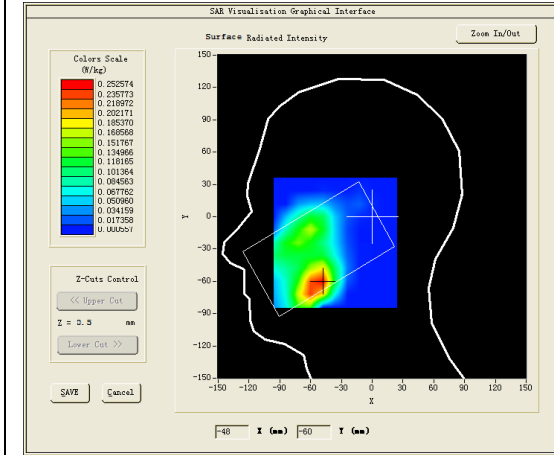 SAR Visualisation Graphical Interface
Surface Radiated Intensity
Zoom In/Out
Colors Scale
(W/kg)
0.252574
0.235773
0.218972
0.202171
0.185370
0.168568
0.151767
0.134966
0.118165
0.101364
0.084563
0.067762
0.050960
0.034159
0.017358
0.000557
150
120
90
60
30
0
-30
-60
-90
-150
Y
-150 -120 -90 -60 -30 0 30 60 90 120 150
X
Z-Cuts Control
<< Upper Cut
Z = 0.5 mm
Lower Cut >>
SAVE Cancel
-48 X (mm) -60 Y (mm)